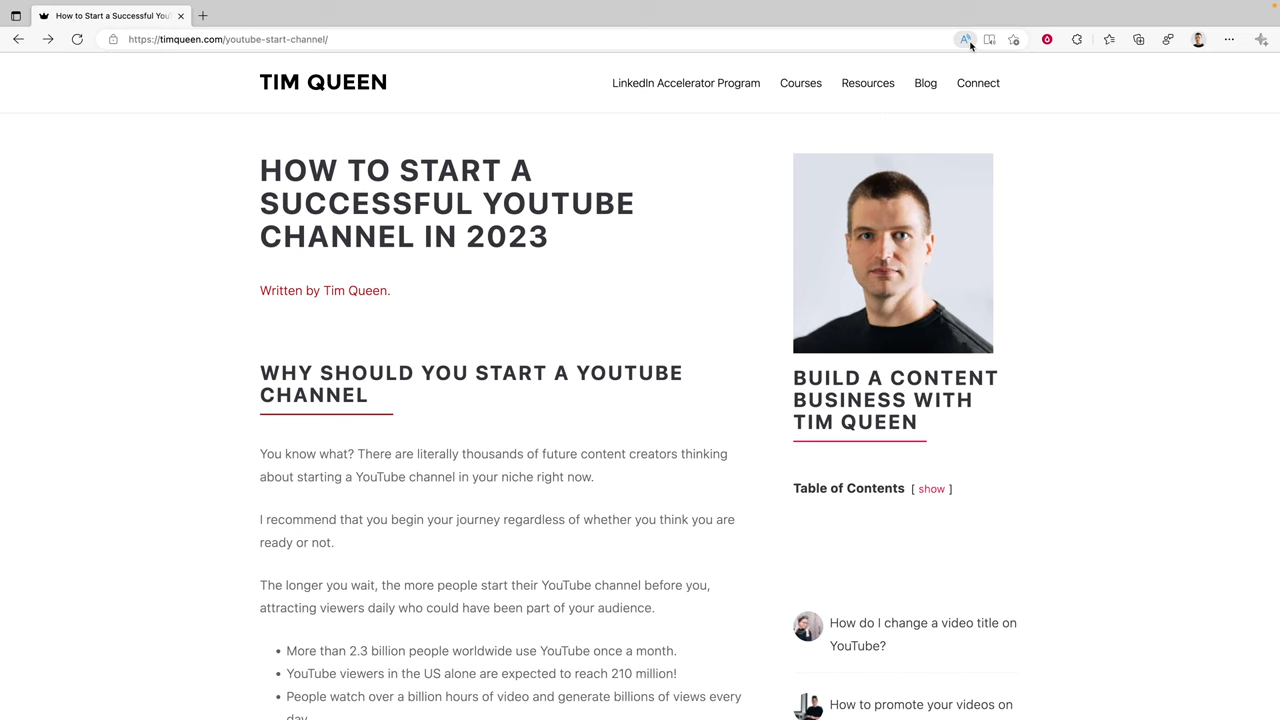 How to Start a Successful You
https://timqueen.com/youtube-start-channel/
TIM QUEEN
LinkedIn Accelerator Program
Courses
Resources
Blog
Connect
HOW TO START A
SUCCESSFUL YOUTUBE
CHANNEL IN 2023
Written by Tim Queen.
WHY SHOULD YOU START A YOUTUBE
CHANNEL
You know what? There are literally thousands of future content creators thinking
about starting a YouTube channel in your niche right now.
I recommend that you begin your journey regardless of whether you think you are
ready or not.
The longer you wait, the more people start their YouTube channel before you,
attracting viewers daily who could have been part of your audience.
• More than 2.3 billion people worldwide use YouTube once a month.
• YouTube viewers in the US alone are expected to reach 210 million!
• People watch over a billion hours of video and generate billions of views every
day.
BUILD A CONTENT
BUSINESS WITH
TIM QUEEN
Table of Contents [ show ]
How do I change a video title on
YouTube?
How to promote your videos on